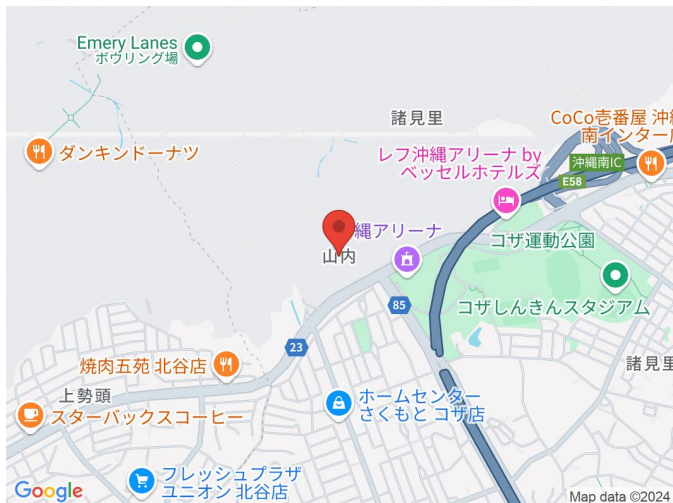 Emery Lanes
ボウリング場
諸見里
CoCo壱番屋 沖縄
南インター店
ダンキンドーナツ
レフ沖縄アリーナ by
ベッセルホテルズ
沖縄南IC
E58
縄アリーナ
コザ運動公園
山内
85
コザしんきんスタジアム
23
焼肉五苑 北谷店
諸見里
上勢頭
ホームセンター
さくもと コザ店
スターバックスコーヒー
フレッシュプラザ
ユニオン 北谷店
Google
Map data ©2024